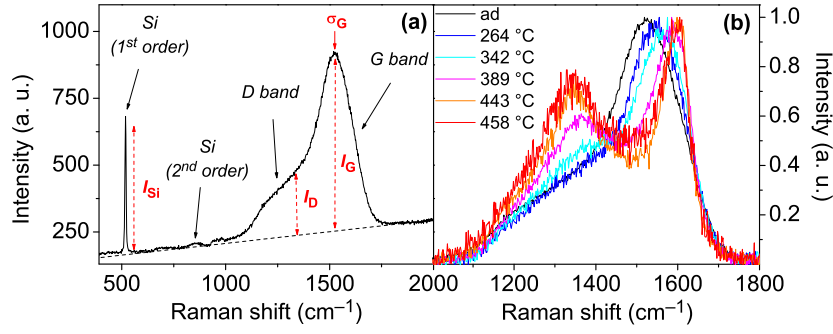 (a)
Si
(1st order)
σG
G band
D band
Si
(2nd order)
ISi
ID
IG
1000
750
500
250
Intensity (a. u.)
500
1000
1500
2000
Raman shift (cm–1)
(b)
ad
264 °C
342 °C
389 °C
443 °C
458 °C
1.0
0.8
0.6
0.4
0.2
Intensity (a. u.)
1000
1200
1400
1600
1800
Raman shift (cm–1)